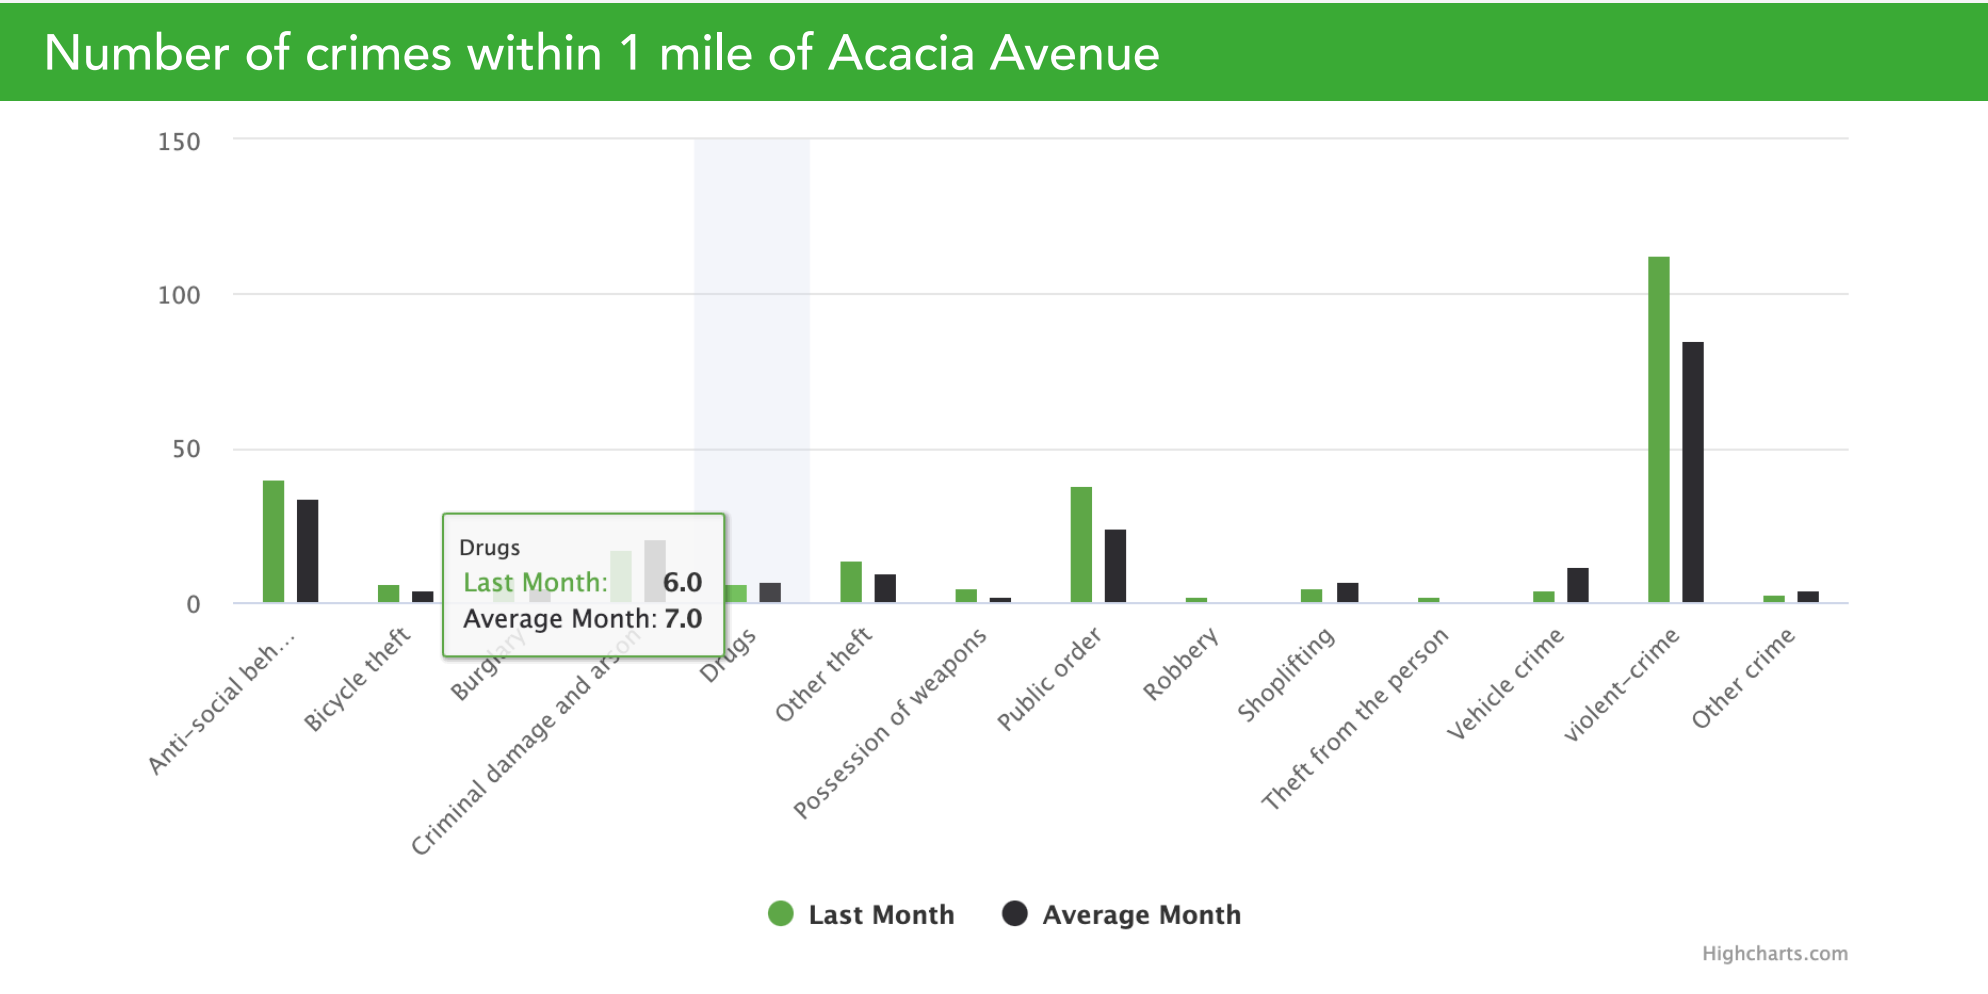 Number of crimes within 1 mile of Acacia Avenue
150
100
50
0
Drugs
Last Month: 6.0
Average Month: 7.0
Anti-social beh...
Bicycle theft
Burglary
Criminal damage and arson
Drugs
Other theft
Possession of weapons
Public order
Robbery
Shoplifting
Theft from the person
Vehicle crime
violent-crime
Other crime
Last Month
Average Month
Highcharts.com